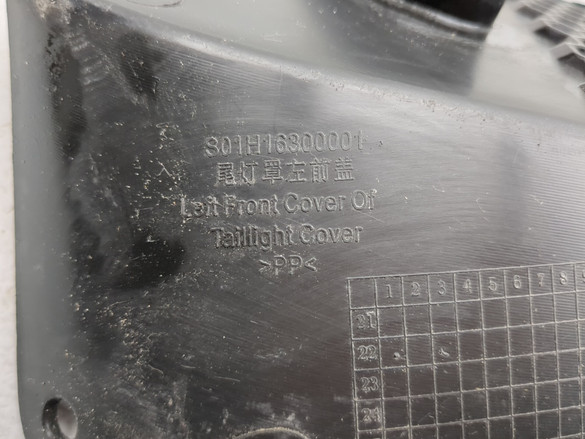 S01H16300001
尾灯罩左前盖
Left Front Cover Of
Taillight Cover
>PP<
1 2 3 4 5 6 7 8
21
22
23
24